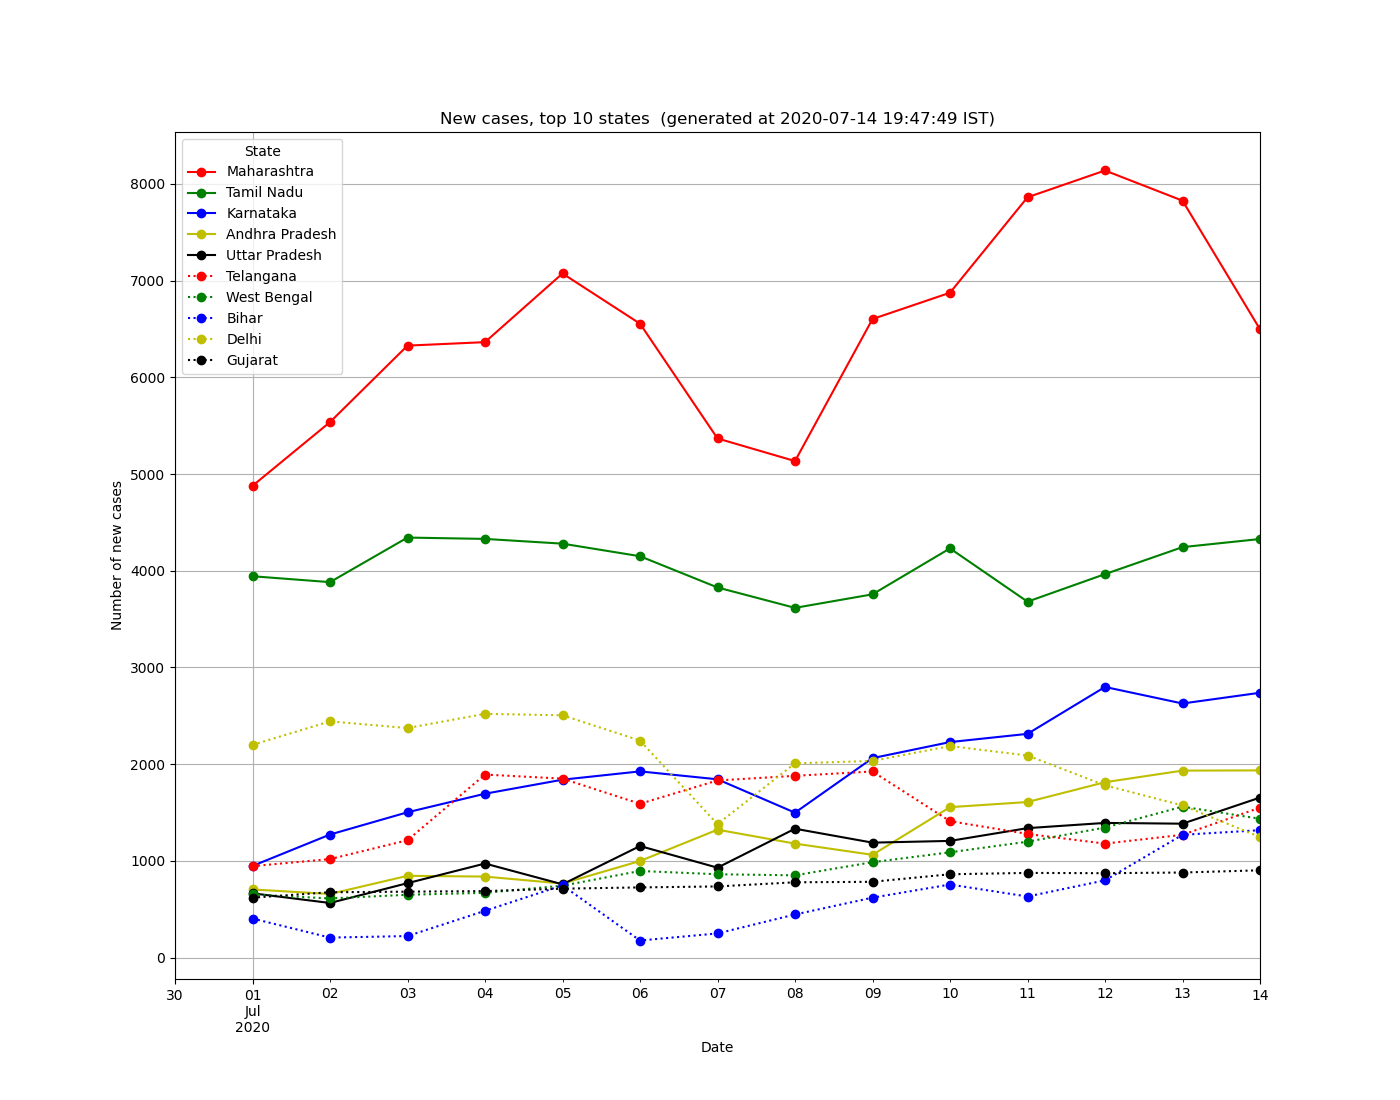 New cases, top 10 states  (generated at 2020-07-14 19:47:49 IST)
State
Maharashtra
Tamil Nadu
Karnataka
Andhra Pradesh
Uttar Pradesh
Telangana
West Bengal
Bihar
Delhi
Gujarat
Number of new cases
8000
7000
6000
5000
4000
3000
2000
1000
0
30 01 02 03 04 05 06 07 08 09 10 11 12 13 14
Jul
2020
Date